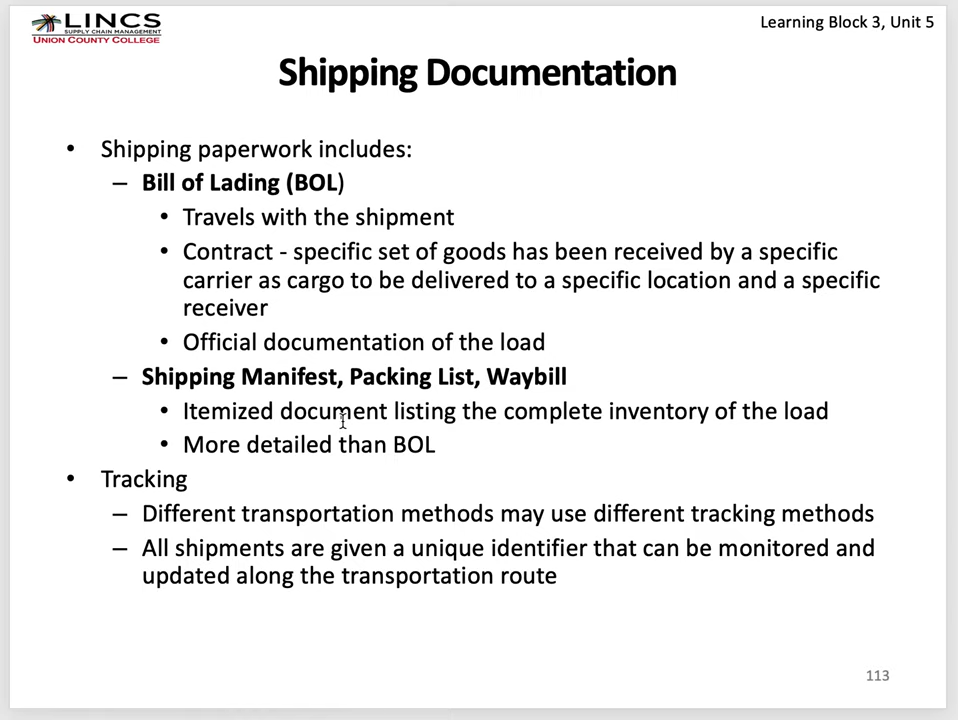 LINCS
SUPPLY CHAIN MANAGEMENT
UNION COUNTY COLLEGE
Learning Block 3, Unit 5
Shipping Documentation
• Shipping paperwork includes:
– Bill of Lading (BOL)
• Travels with the shipment
• Contract - specific set of goods has been received by a specific
carrier as cargo to be delivered to a specific location and a specific
receiver
• Official documentation of the load
– Shipping Manifest, Packing List, Waybill
• Itemized document listing the complete inventory of the load
• More detailed than BOL
• Tracking
– Different transportation methods may use different tracking methods
– All shipments are given a unique identifier that can be monitored and
updated along the transportation route
113